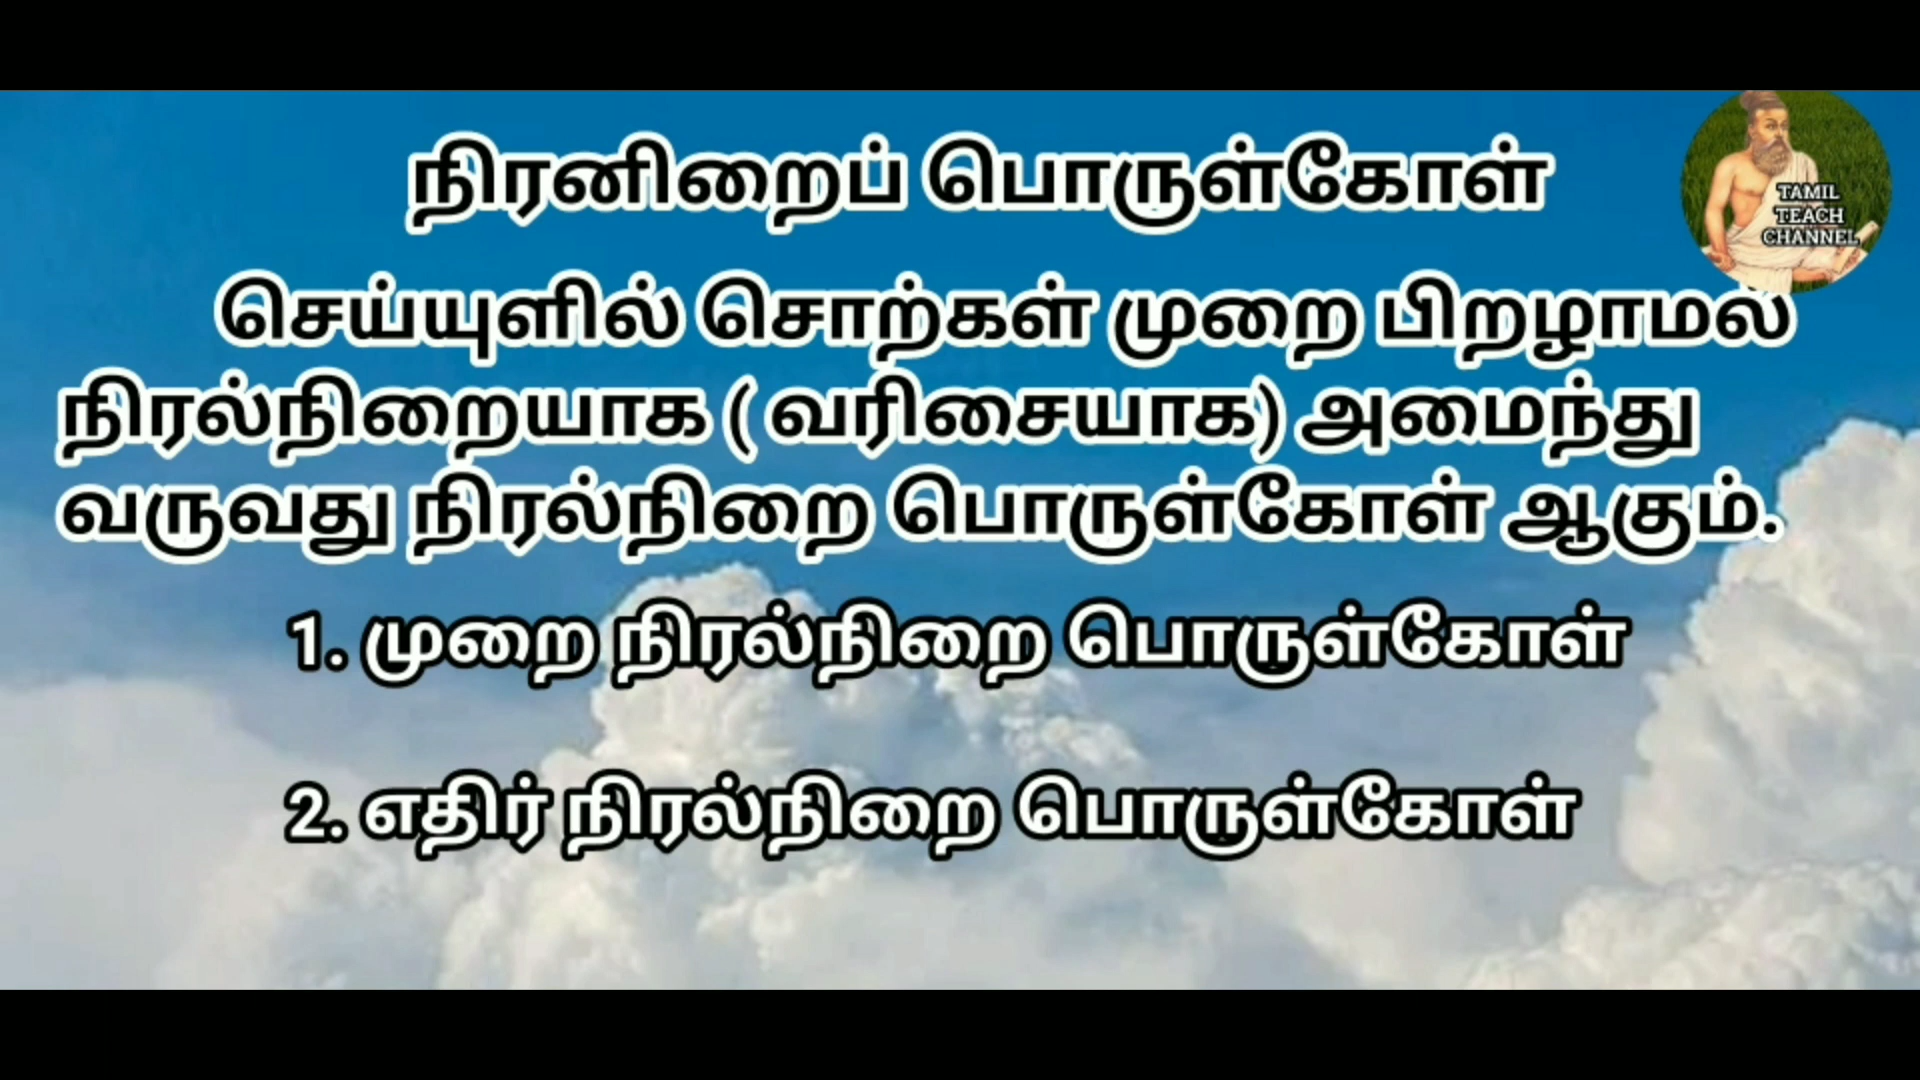 நிரனிறைப் பொருள்கோள்
TAMIL
TEACH
CHANNEL
செய்யுளில் சொற்கள் முறை பிறழாமல்
நிரல்நிறையாக ( வரிசையாக) அமைந்து
வருவது நிரல்நிறை பொருள்கோள் ஆகும்.
1. முறை நிரல்நிறை பொருள்கோள்
2. எதிர் நிரல்நிறை பொருள்கோள்